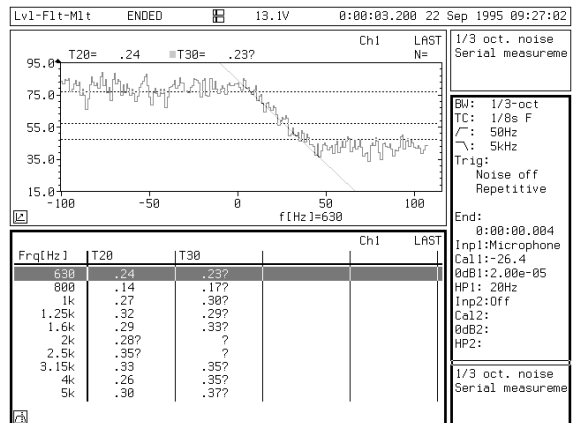 Lvl-Flt-Mlt ENDED 13.1V 0:00:03.200 22 Sep 1995 09:27:02
Ch1 LAST
T20= .24 T30= .23? N=
95.0
75.0
55.0
35.0
15.0
-100 -50 0 50 100
f[Hz]=630
Ch1 LAST
Frq[Hz] T20 T30
630 .24 .23?
800 .14 .17?
1k .27 .30?
1.25k .32 .29?
1.6k .29 .33?
2k .28? ?
2.5k .35? ?
3.15k .33 .35?
4k .26 .35?
5k .30 .37?
1/3 oct. noise
Serial measureme
BW: 1/3-oct
TC: 1/8s F
: 50Hz
: 5kHz
Trig:
Noise off
Repetitive
End:
0:00:00.004
Inp1:Microphone
Cal1:-26.4
0dB1:2.00e-05
HP1: 20Hz
Inp2:Off
Cal2:
0dB2:
HP2:
1/3 oct. noise
Serial measureme